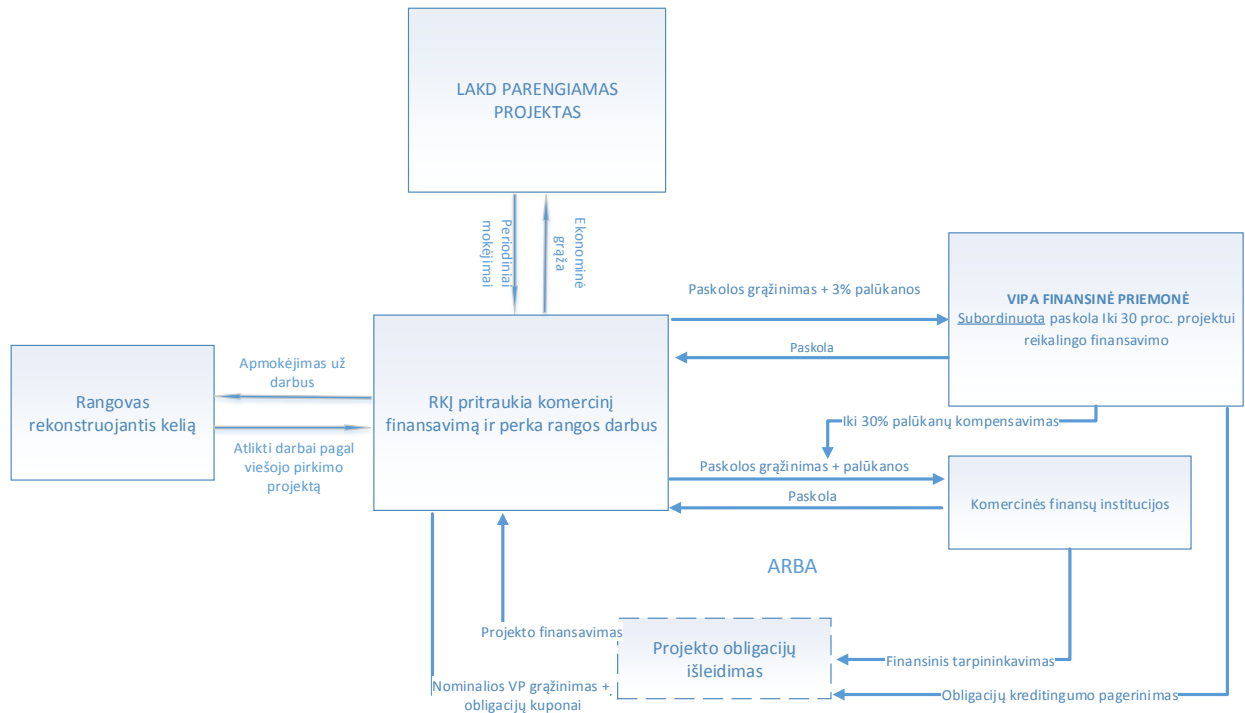 LAKD PARENGIAMAS
PROJEKTAS
Periodiniai
mokėjimai
Ekonominė
grąža
Paskolos grąžinimas + 3% palūkanos
VIPA FINANSINĖ PRIEMONĖ
Subordinuota paskola Iki 30 proc. projektui
reikalingo finansavimo
Paskola
Apmokėjimas už
darbus
Rangovas
rekonstruojantis kelią
RKĮ pritraukia komercinį
finansavimą ir perka rangos darbus
Iki 30% palūkanų kompensavimas
Atlikti darbai pagal
viešojo pirkimo
projektą
Paskolos grąžinimas + palūkanos
Paskola
Komercinės finansų institucijos
ARBA
Projekto finansavimas
Projekto obligacijų
išleidimas
Finansinis tarpininkavimas
Nominalios VP grąžinimas +
obligacijų kuponai
Obligacijų kreditingumo pagerinimas